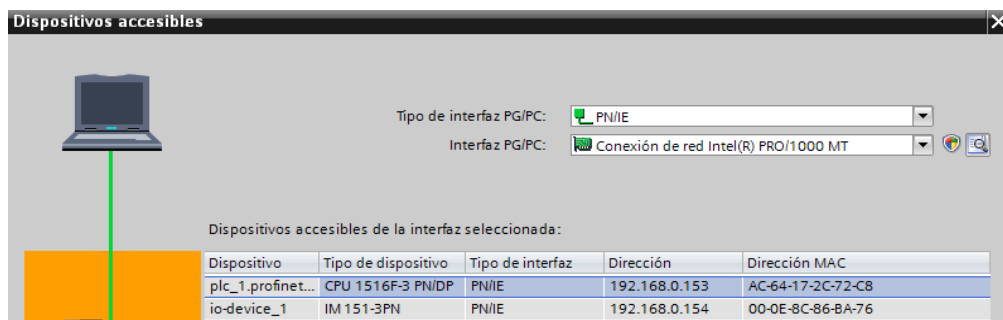 Dispositivos accesibles
Tipo de interfaz PG/PC: PN/IE
Interfaz PG/PC: Conexión de red Intel(R) PRO/1000 MT
Dispositivos accesibles de la interfaz seleccionada:
Dispositivo Tipo de dispositivo Tipo de interfaz Dirección Dirección MAC
plc_1.profinet... CPU 1516F-3 PN/DP PN/IE 192.168.0.153 AC-64-17-2C-72-C8
io-device_1 IM 151-3PN PN/IE 192.168.0.154 00-0E-8C-86-BA-76